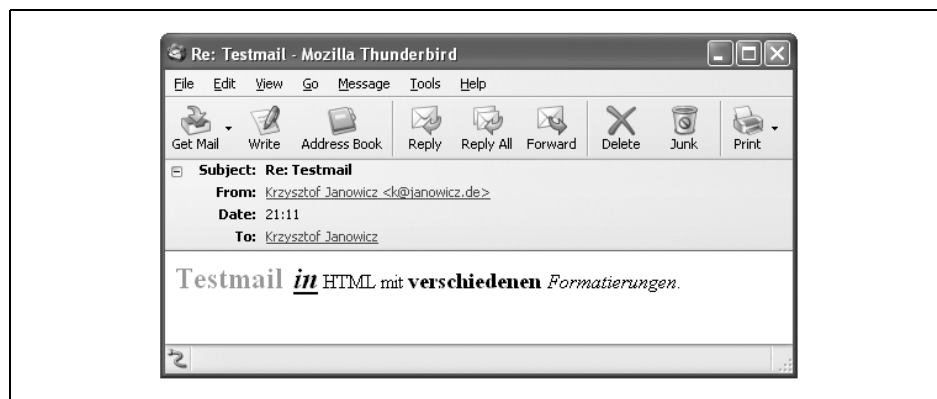 Re: Testmail - Mozilla Thunderbird
File Edit View Go Message Tools Help
Get Mail Write Address Book Reply Reply All Forward Delete Junk Print
Subject: Re: Testmail
From: Krzysztof Janowicz <k@janowicz.de>
Date: 21:11
To: Krzysztof Janowicz
Testmail in HTML mit verschiedenen Formatierungen.